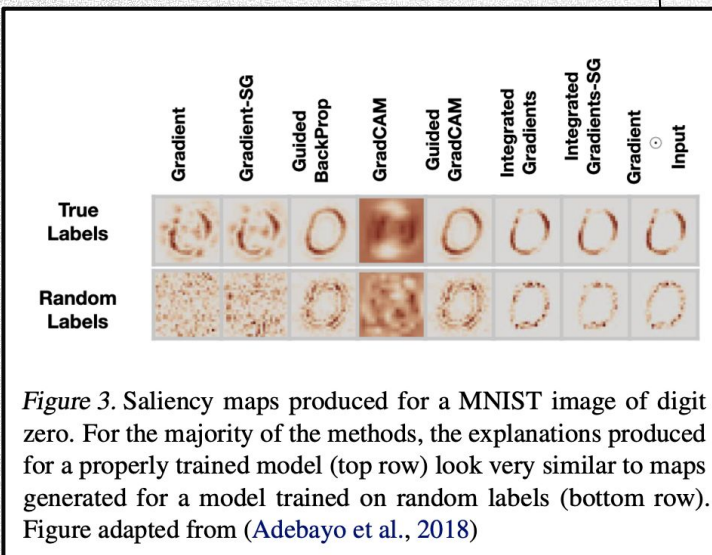 Gradient
Gradient-SG
Guided
BackProp
GradCAM
Guided
GradCAM
Integrated
Gradients
Integrated
Gradients-SG
Gradient
⊙
Input
True
Labels
Random
Labels
Figure 3. Saliency maps produced for a MNIST image of digit
zero. For the majority of the methods, the explanations produced
for a properly trained model (top row) look very similar to maps
generated for a model trained on random labels (bottom row).
Figure adapted from (Adebayo et al., 2018)